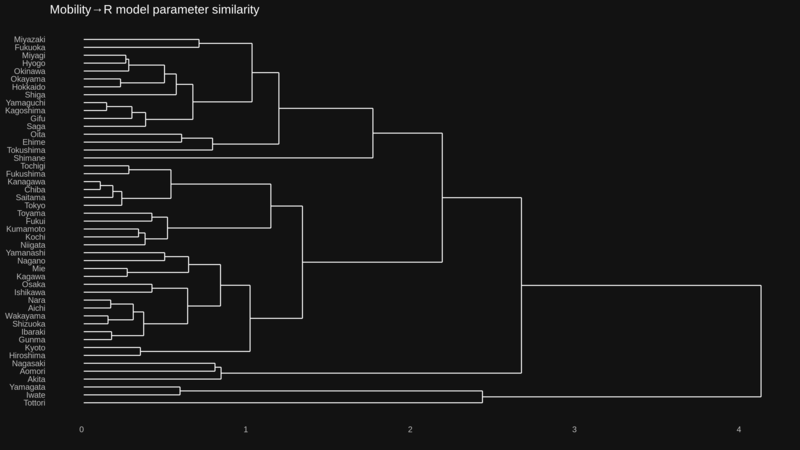 Mobility→R model parameter similarity
Miyazaki
Fukuoka
Miyagi
Hyogo
Okinawa
Okayama
Hokkaido
Shiga
Yamaguchi
Kagoshima
Gifu
Saga
Oita
Ehime
Tokushima
Shimane
Tochigi
Fukushima
Kanagawa
Chiba
Saitama
Tokyo
Toyama
Fukui
Kumamoto
Kochi
Niigata
Yamanashi
Nagano
Mie
Kagawa
Osaka
Ishikawa
Nara
Aichi
Wakayama
Shizuoka
Ibaraki
Gunma
Kyoto
Hiroshima
Nagasaki
Aomori
Akita
Yamagata
Iwate
Tottori
0 1 2 3 4